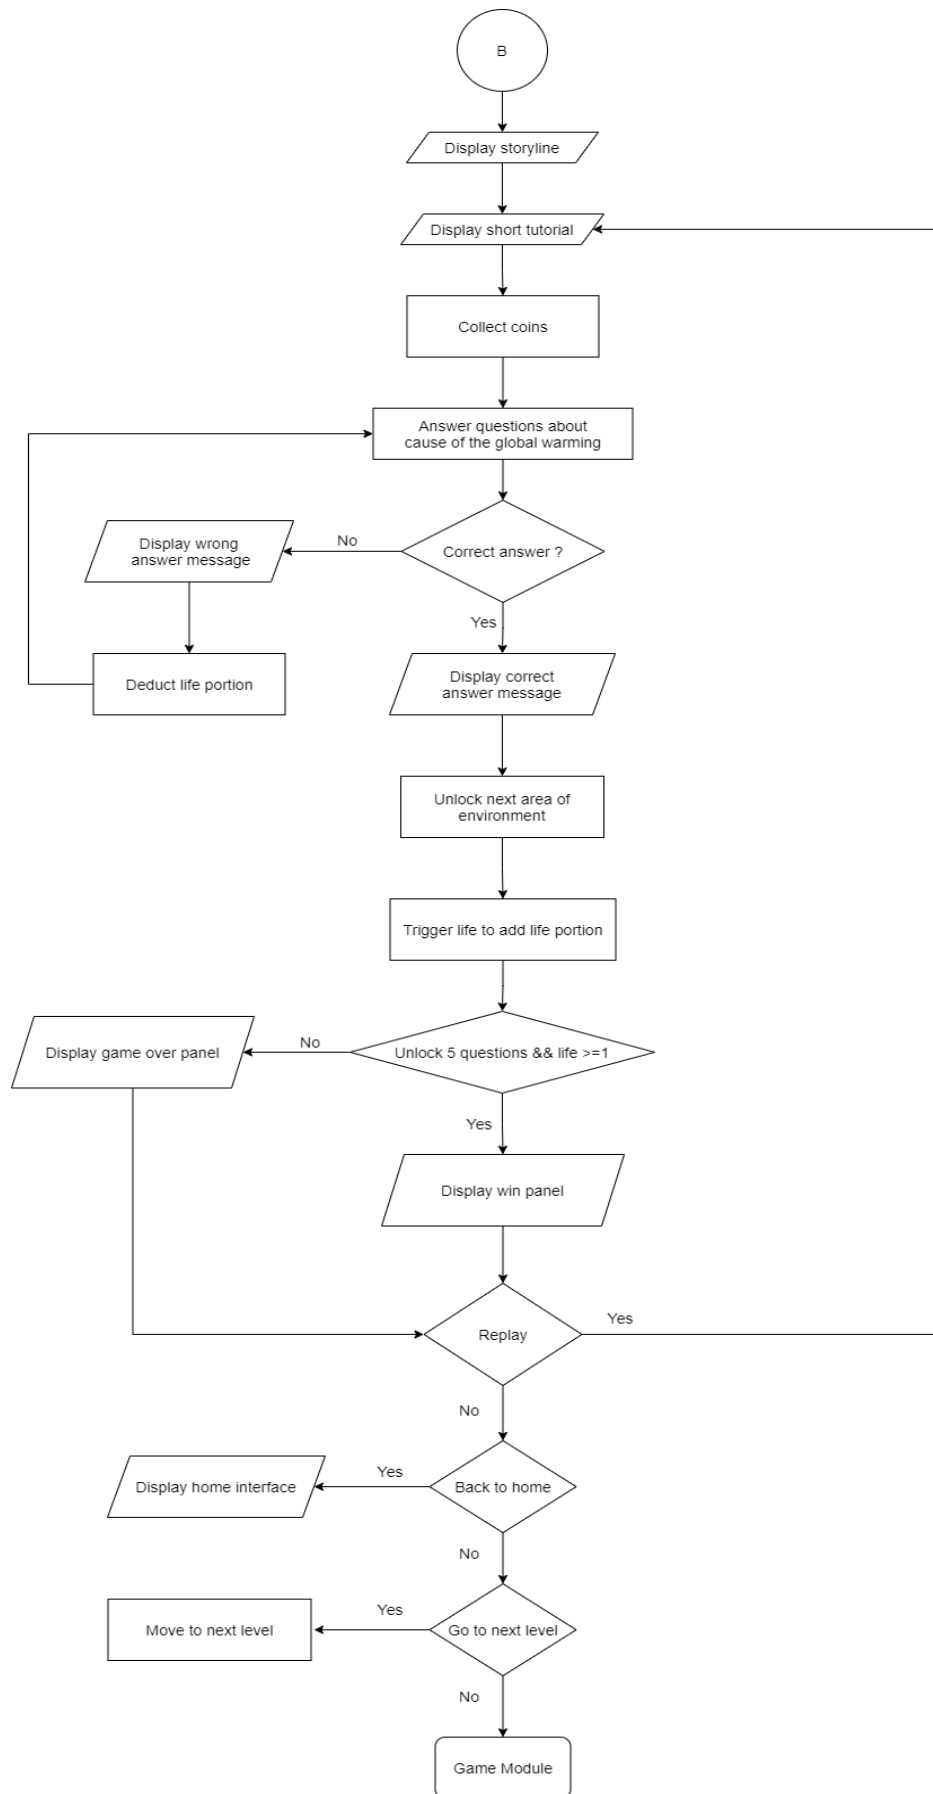 B
Display storyline
Display short tutorial
Collect coins
Answer questions about
cause of the global warming
Correct answer ?
No
Display wrong
answer message
Yes
Deduct life portion
Display correct
answer message
Unlock next area of
environment
Trigger life to add life portion
Unlock 5 questions && life >=1
No
Display game over panel
Yes
Display win panel
Replay
Yes
No
Back to home
Yes
Display home interface
No
Go to next level
Yes
Move to next level
No
Game Module